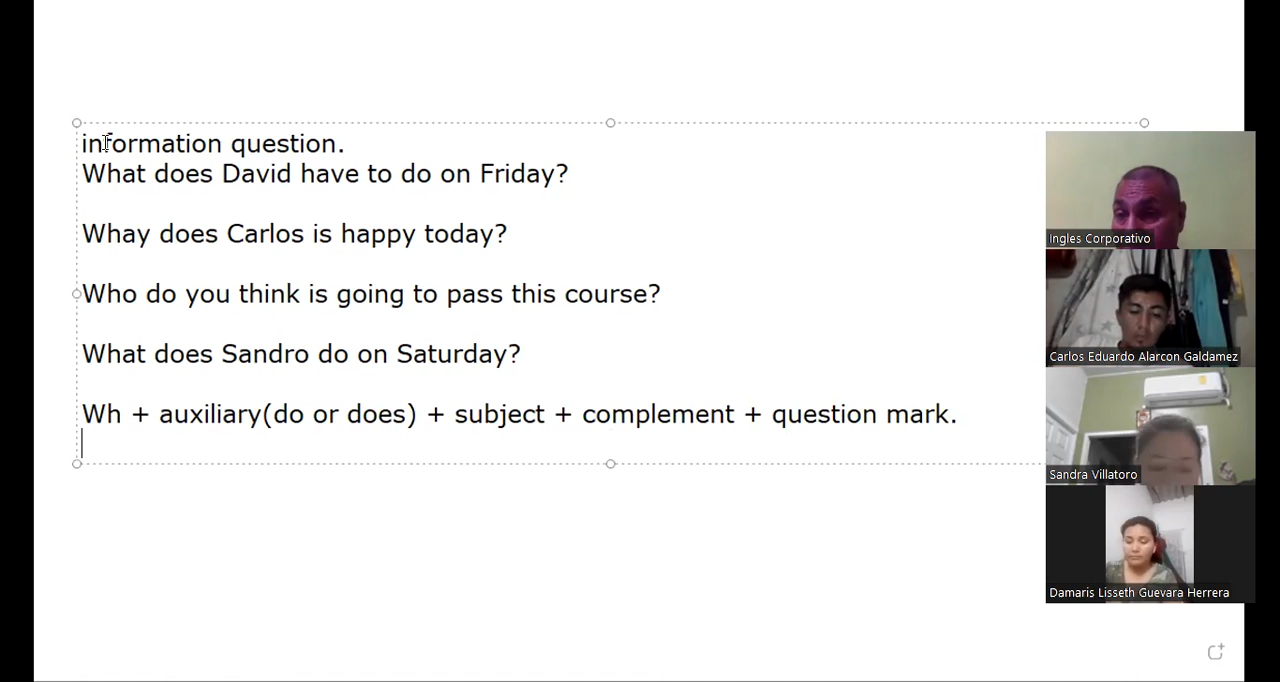 information question.
What does David have to do on Friday?
Whay does Carlos is happy today?
Who do you think is going to pass this course?
What does Sandro do on Saturday?
Wh + auxiliary(do or does) + subject + complement + question mark.
Ingles Corporativo
Carlos Eduardo Alarcon Galdamez
Sandra Villatoro
Damaris Lisseth Guevara Herrera